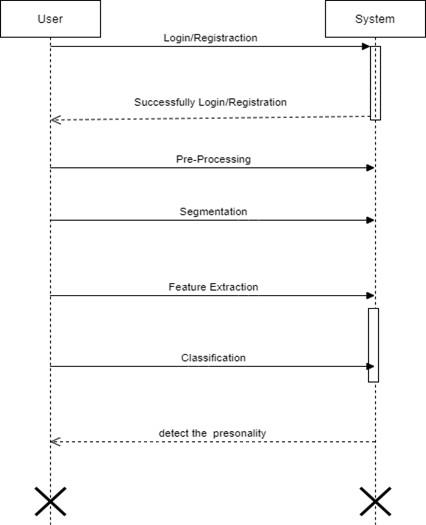 User
System
Login/Registraction
Successfully Login/Registration
Pre-Processing
Segmentation
Feature Extraction
Classification
detect the presonality